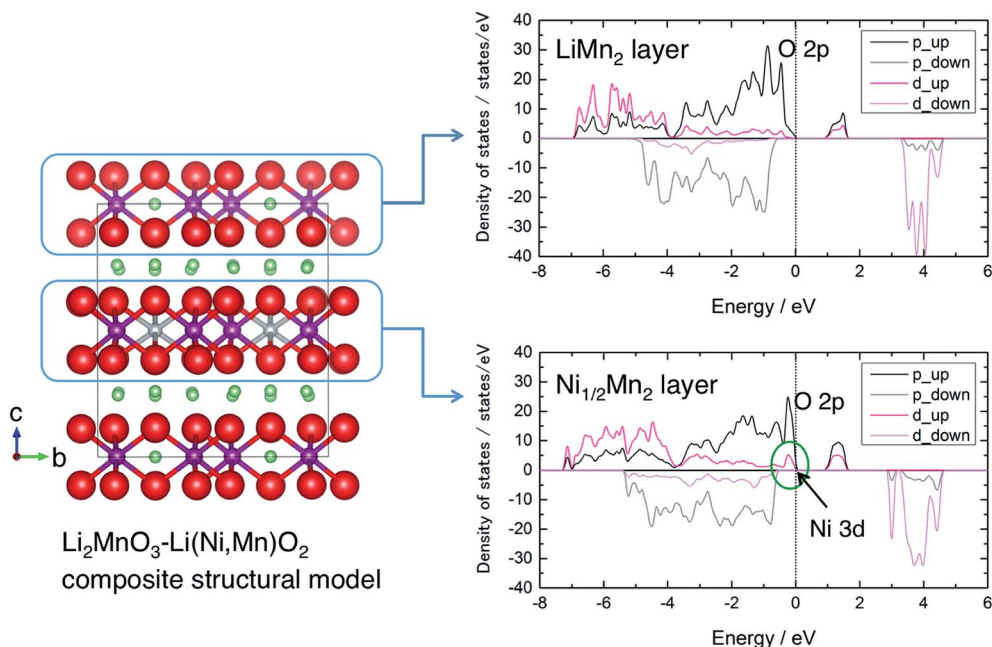 c
b
Li₂MnO₃-Li(Ni,Mn)O₂
composite structural model
Density of states / states/eV
40
30
20
10
0
-10
-20
-30
-40
LiMn₂ layer
O 2p
p_up
p_down
d_up
d_down
-8 -6 -4 -2 0 2 4 6
Energy / eV
Density of states / states/eV
40
30
20
10
0
-10
-20
-30
-40
Ni₁/₂Mn₂ layer
O 2p
Ni 3d
p_up
p_down
d_up
d_down
-8 -6 -4 -2 0 2 4 6
Energy / eV